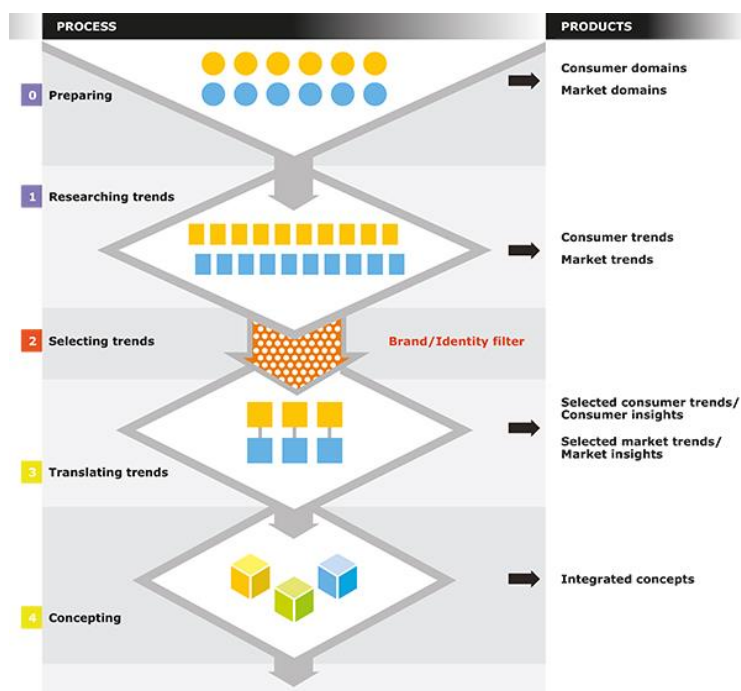 PROCESS
PRODUCTS
Consumer domains
Market domains
0 Preparing
1 Researching trends
Consumer trends
Market trends
2 Selecting trends
Brand/Identity filter
Selected consumer trends/
Consumer insights
Selected market trends/
Market insights
3 Translating trends
Integrated concepts
4 Concepting